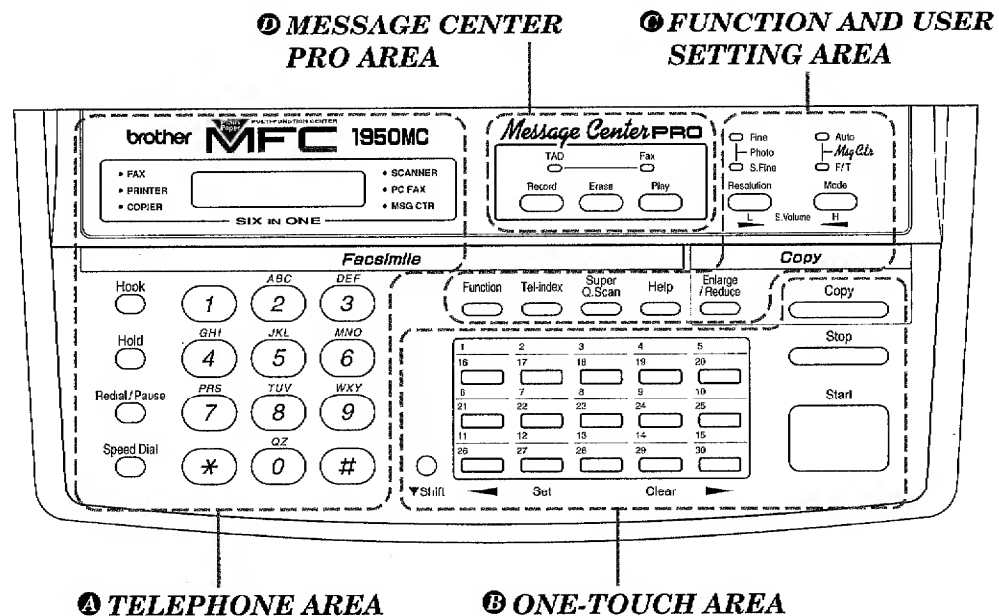 D MESSAGE CENTER
PRO AREA
C FUNCTION AND USER
SETTING AREA
brother
MULTI-FUNCTION CENTER
MFC 1950MC
• FAX
• PRINTER
• COPIER
• SCANNER
• PC FAX
• MSG CTR
SIX IN ONE
Message Center PRO
TAD Fax
Record Erase Play
Fine
Photo
S.Fine
Auto
Msg Ctr
F/T
Resolution Mode
L S.Volume H
Facsimile
Copy
Hook
Hold
Redial/Pause
Speed Dial
ABC DEF
1 2 3
GHI JKL MNO
4 5 6
PRS TUV WXY
7 8 9
QZ
* 0 #
Function Tel-index Super Q.Scan Help Enlarge /Reduce
Copy
Stop
Start
1 2 3 4 5
16 17 18 19 20
6 7 8 9 10
21 22 23 24 25
11 12 13 14 15
26 27 28 29 30
▼Shift ◄ Set Clear ►
A TELEPHONE AREA
B ONE-TOUCH AREA